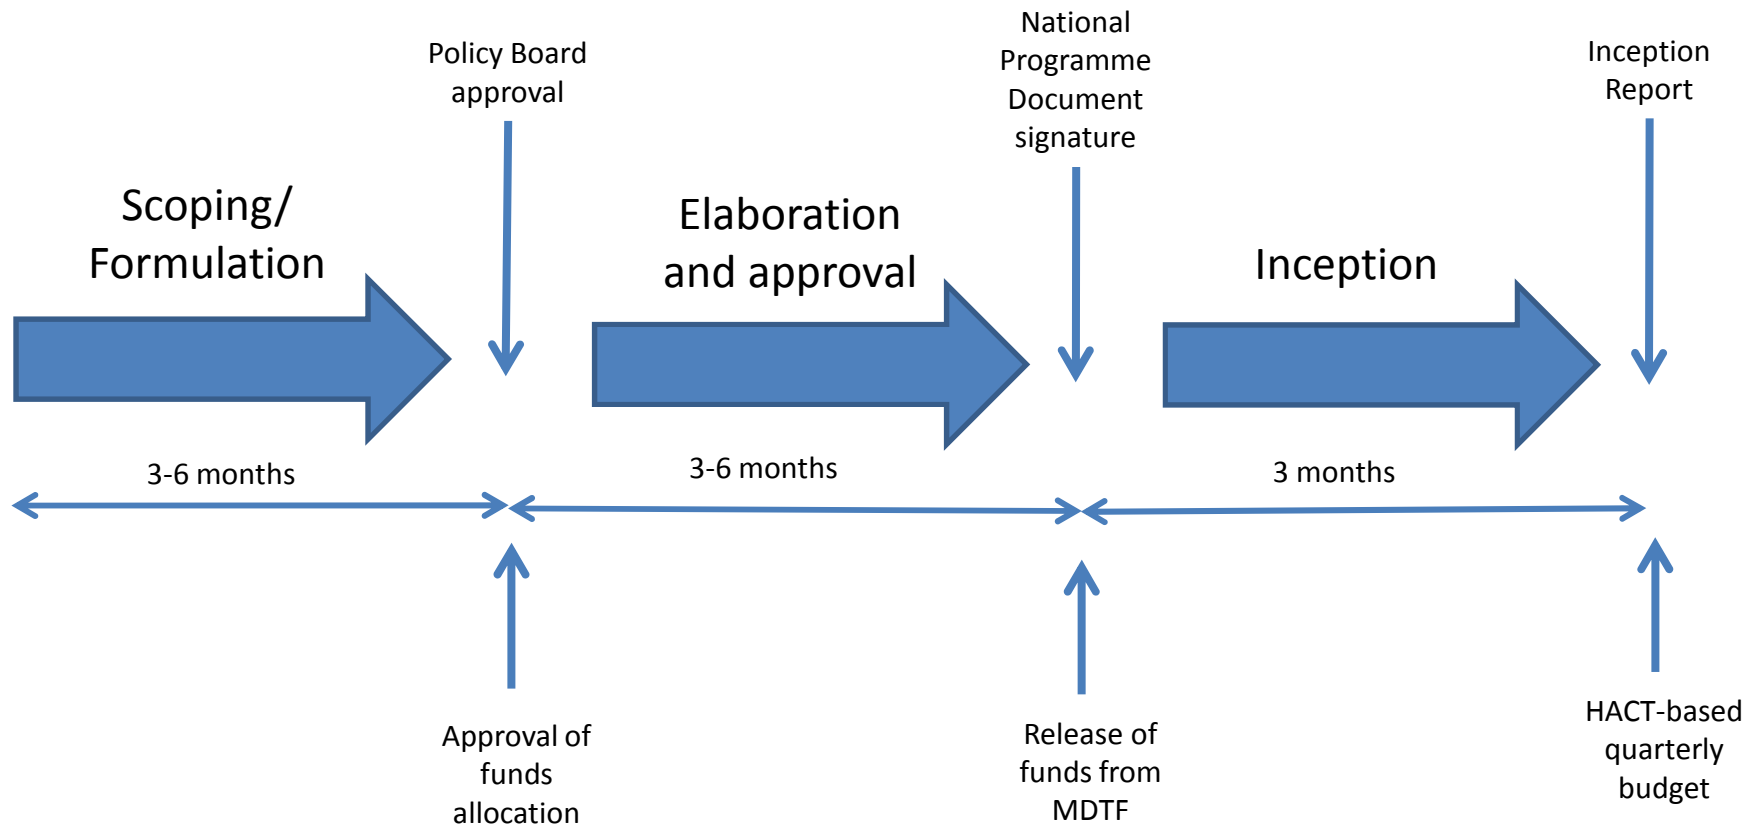 Policy Board
approval
National
Programme
Document
signature
Inception
Report
Scoping/
Formulation
Elaboration
and approval
Inception
3-6 months
3-6 months
3 months
Approval of
funds
allocation
Release of
funds from
MDTF
HACT-based
quarterly
budget